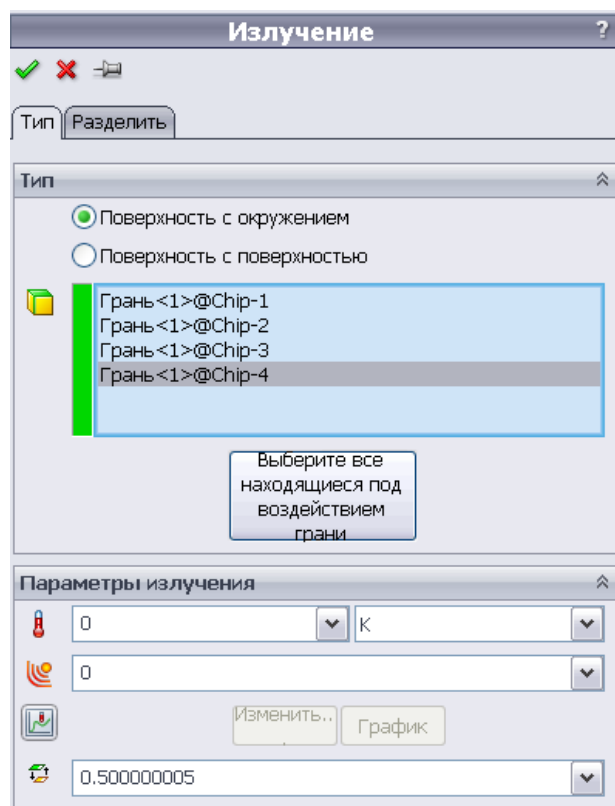 Излучение ?
Тип Разделить
Тип
Поверхность с окружением
Поверхность с поверхностью
Грань<1>@Chip-1
Грань<1>@Chip-2
Грань<1>@Chip-3
Грань<1>@Chip-4
Выберите все
находящиеся под
воздействием
грани
Параметры излучения
0 K
0
Изменить.. График
0.500000005